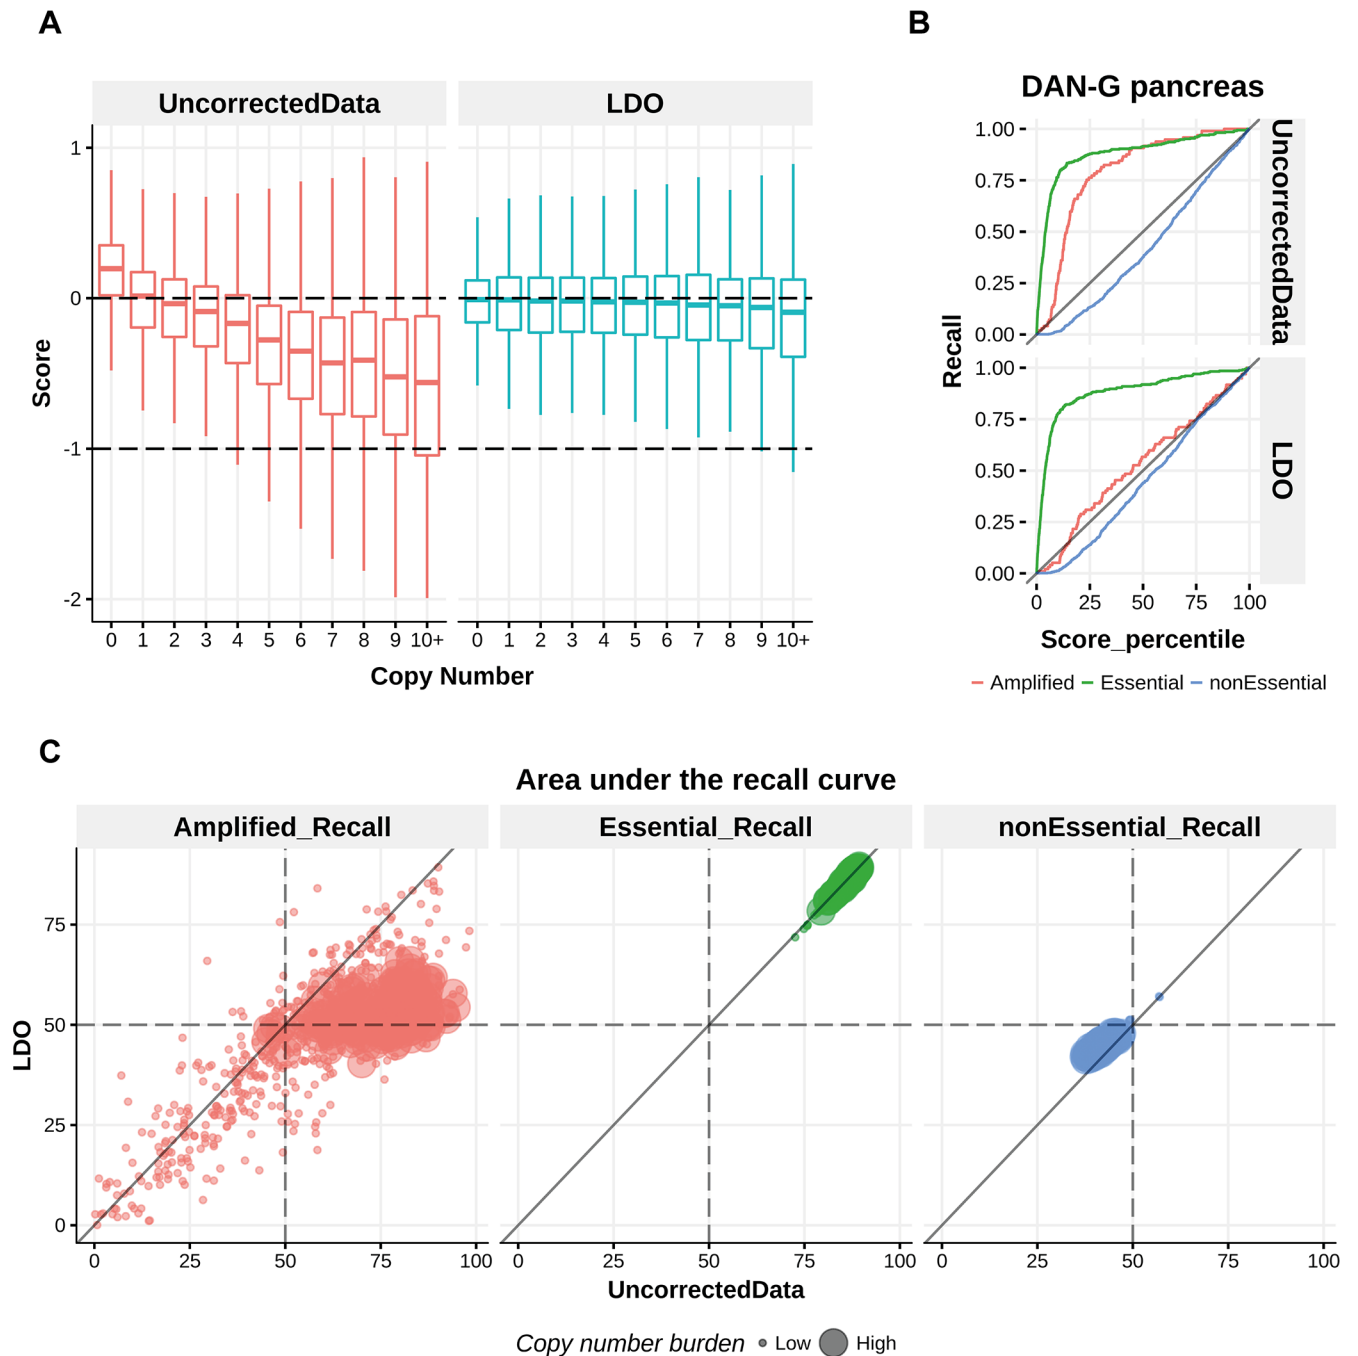 A
UncorrectedData
LDO
Score
1
0
-1
-2
0 1 2 3 4 5 6 7 8 9 10+
0 1 2 3 4 5 6 7 8 9 10+
Copy Number
B
DAN-G pancreas
Recall
1.00
0.75
0.50
0.25
0.00
UncorrectedData
1.00
0.75
0.50
0.25
0.00
LDO
0 25 50 75 100
Score_percentile
Amplified Essential nonEssential
C
Area under the recall curve
Amplified_Recall
Essential_Recall
nonEssential_Recall
LDO
75
50
25
0
0 25 50 75 100
0 25 50 75 100
0 25 50 75 100
UncorrectedData
Copy number burden Low High